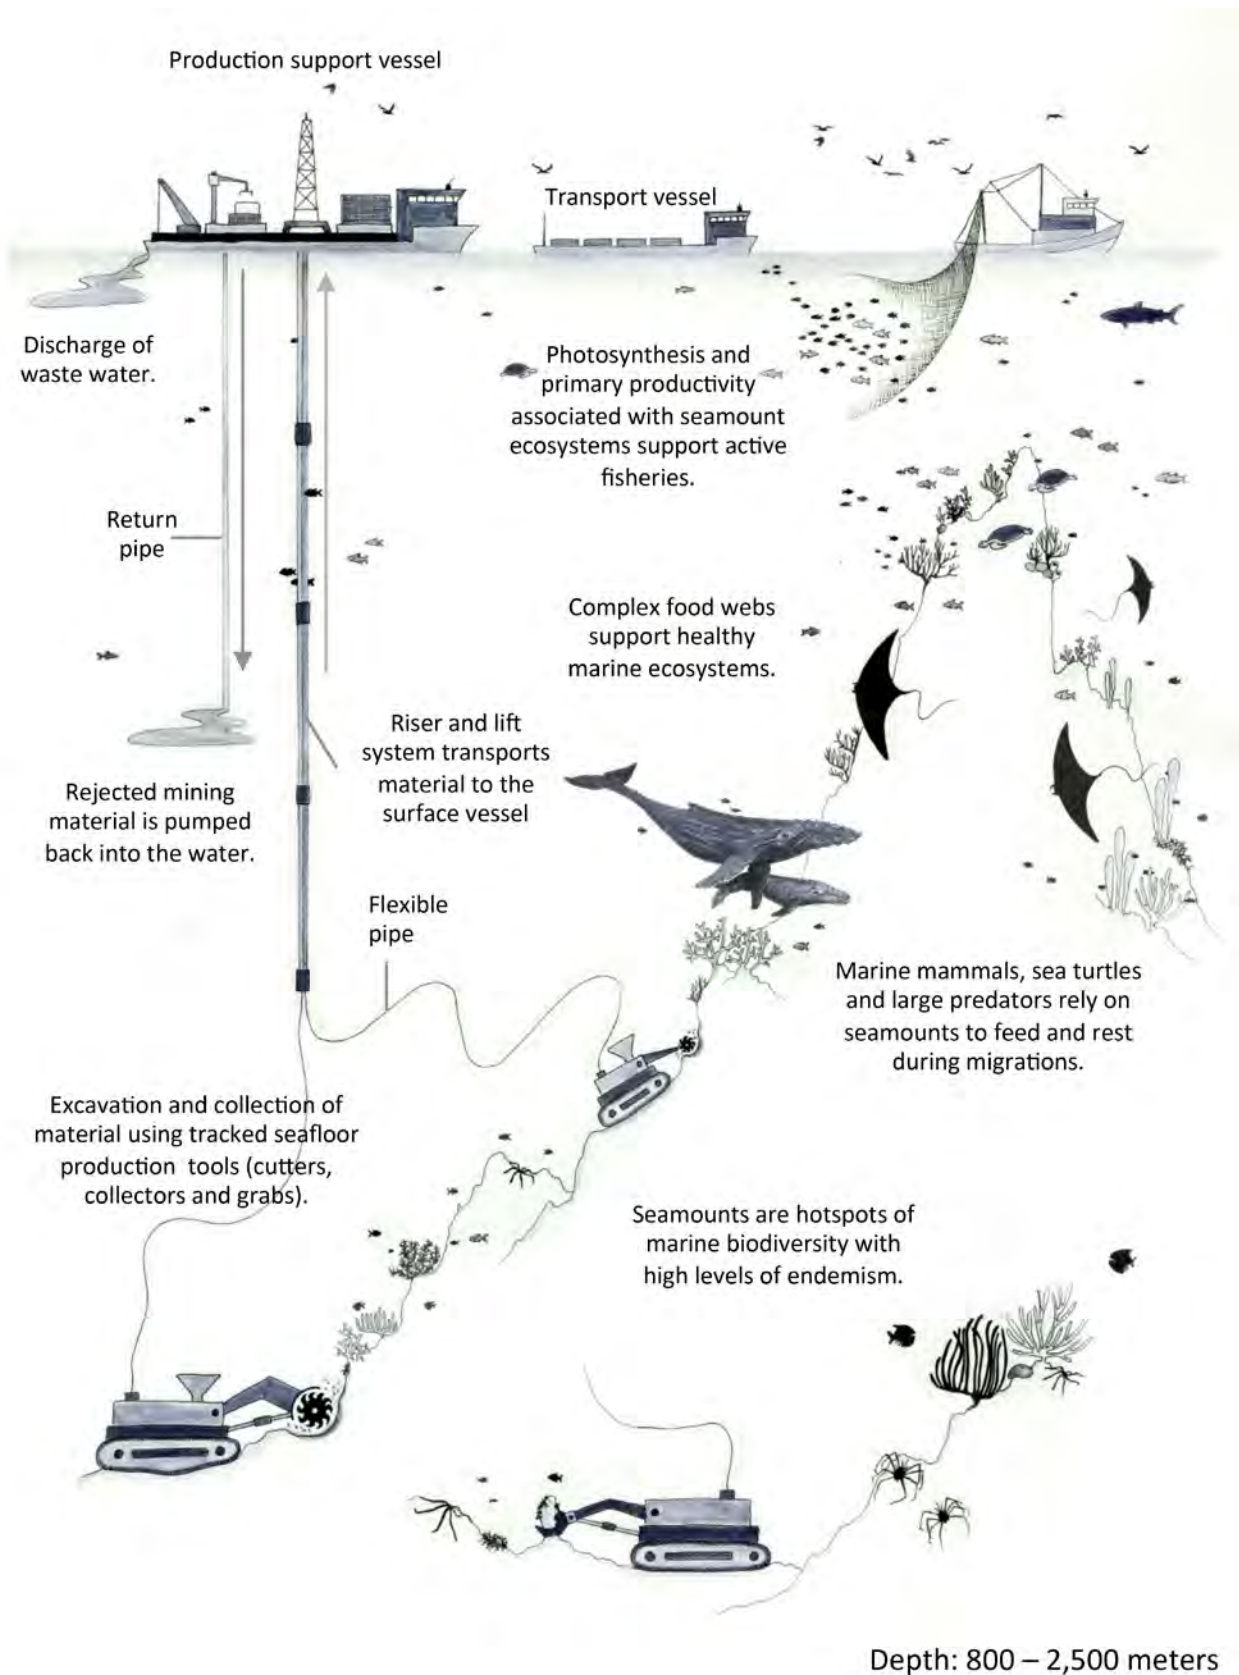 Production support vessel
Transport vessel
Discharge of
waste water.
Photosynthesis and
primary productivity
associated with seamount
ecosystems support active
fisheries.
Return
pipe
Complex food webs
support healthy
marine ecosystems.
Riser and lift
system transports
material to the
surface vessel
Rejected mining
material is pumped
back into the water.
Flexible
pipe
Marine mammals, sea turtles
and large predators rely on
seamounts to feed and rest
during migrations.
Excavation and collection of
material using tracked seafloor
production tools (cutters,
collectors and grabs).
Seamounts are hotspots of
marine biodiversity with
high levels of endemism.
Depth: 800 – 2,500 meters